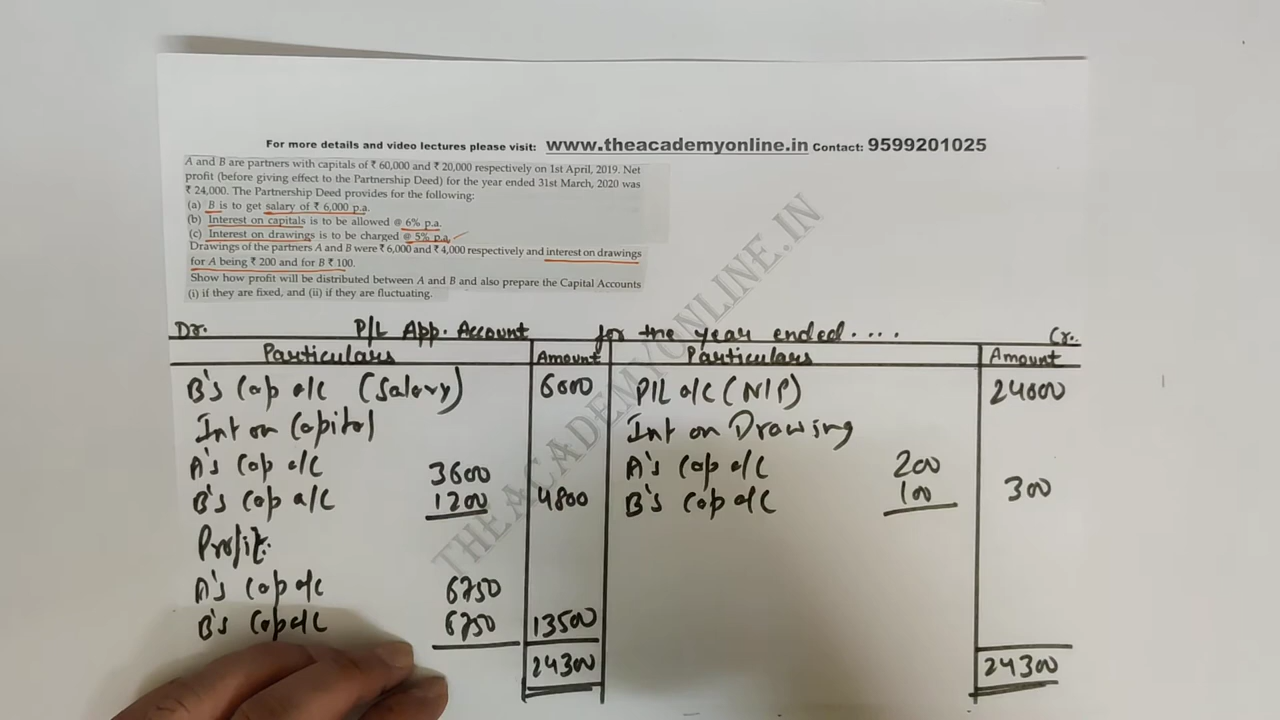 For more details and video lectures please visit: www.theacademyonline.in Contact: 9599201025
A and B are partners with capitals of ₹ 60,000 and ₹ 20,000 respectively on 1st April, 2019. Net
profit (before giving effect to the Partnership Deed) for the year ended 31st March, 2020 was
₹ 24,000. The Partnership Deed provides for the following:
(a) B is to get salary of ₹ 6,000 p.a.
(b) Interest on capitals is to be allowed @ 6% p.a.
(c) Interest on drawings is to be charged @ 5% p.a.
Drawings of the partners A and B were ₹ 6,000 and ₹ 4,000 respectively and interest on drawings
for A being ₹ 200 and for B ₹ 100.
Show how profit will be distributed between A and B and also prepare the Capital Accounts
(i) if they are fixed, and (ii) if they are fluctuating.
THEACADEMYONLINE.IN
Dr. P/L App. Account for the year ended.... Cr.
Particulars Amount Particulars Amount
B's Cap a/c (Salary) 6000 P/L a/c (N/P) 24000
Int on Capital Int on Drawing
A's Cap a/c 3600 A's Cap a/c 200
B's Cap a/c 1200 4800 B's Cap a/c 100 300
Profit:
A's Cap a/c 6750
B's Cap a/c 6750 13500
24300 24300